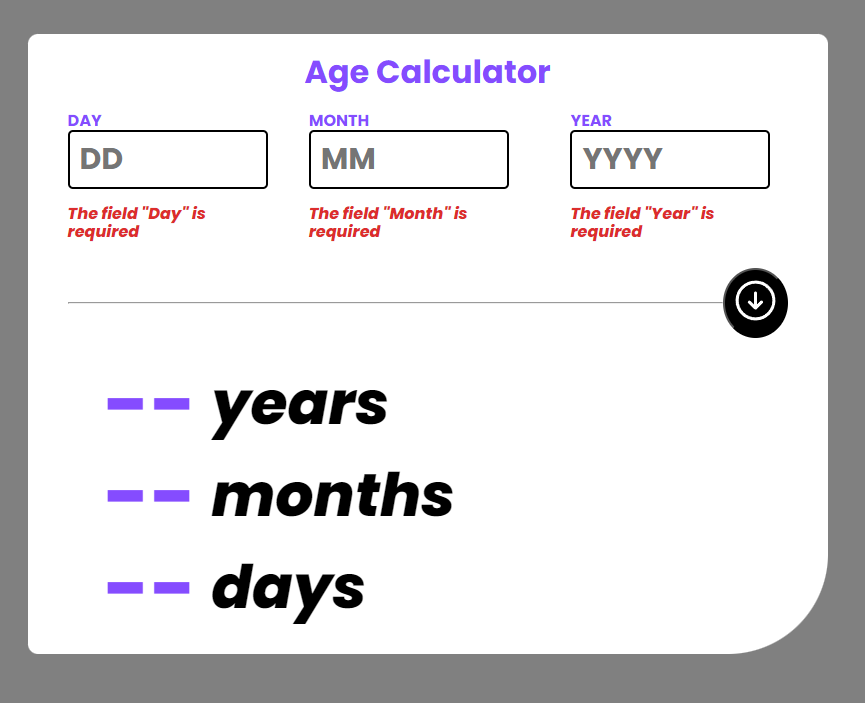 Age Calculator
DAY MONTH YEAR
DD MM YYYY
The field "Day" is The field "Month" is The field "Year" is
required required required
-- years
-- months
-- days